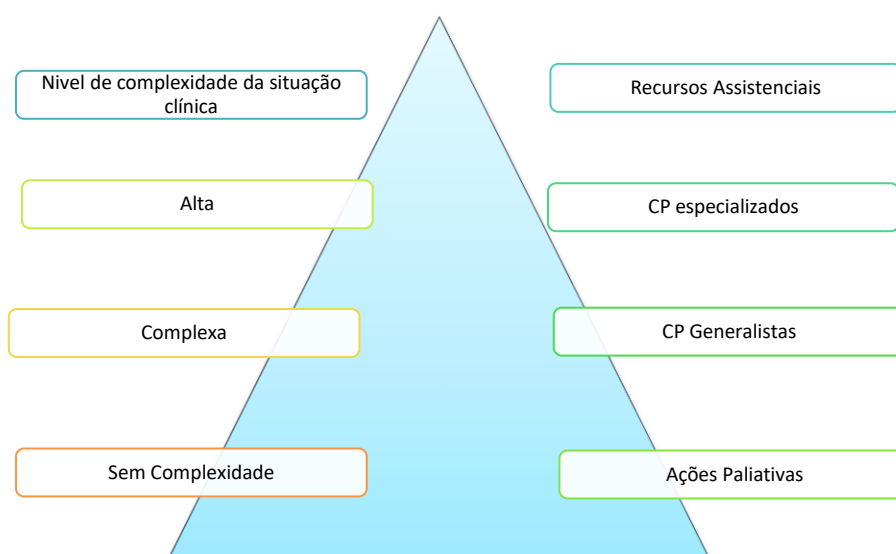 Nivel de complexidade da situação
clínica
Recursos Assistenciais
Alta
CP especializados
Complexa
CP Generalistas
Sem Complexidade
Ações Paliativas